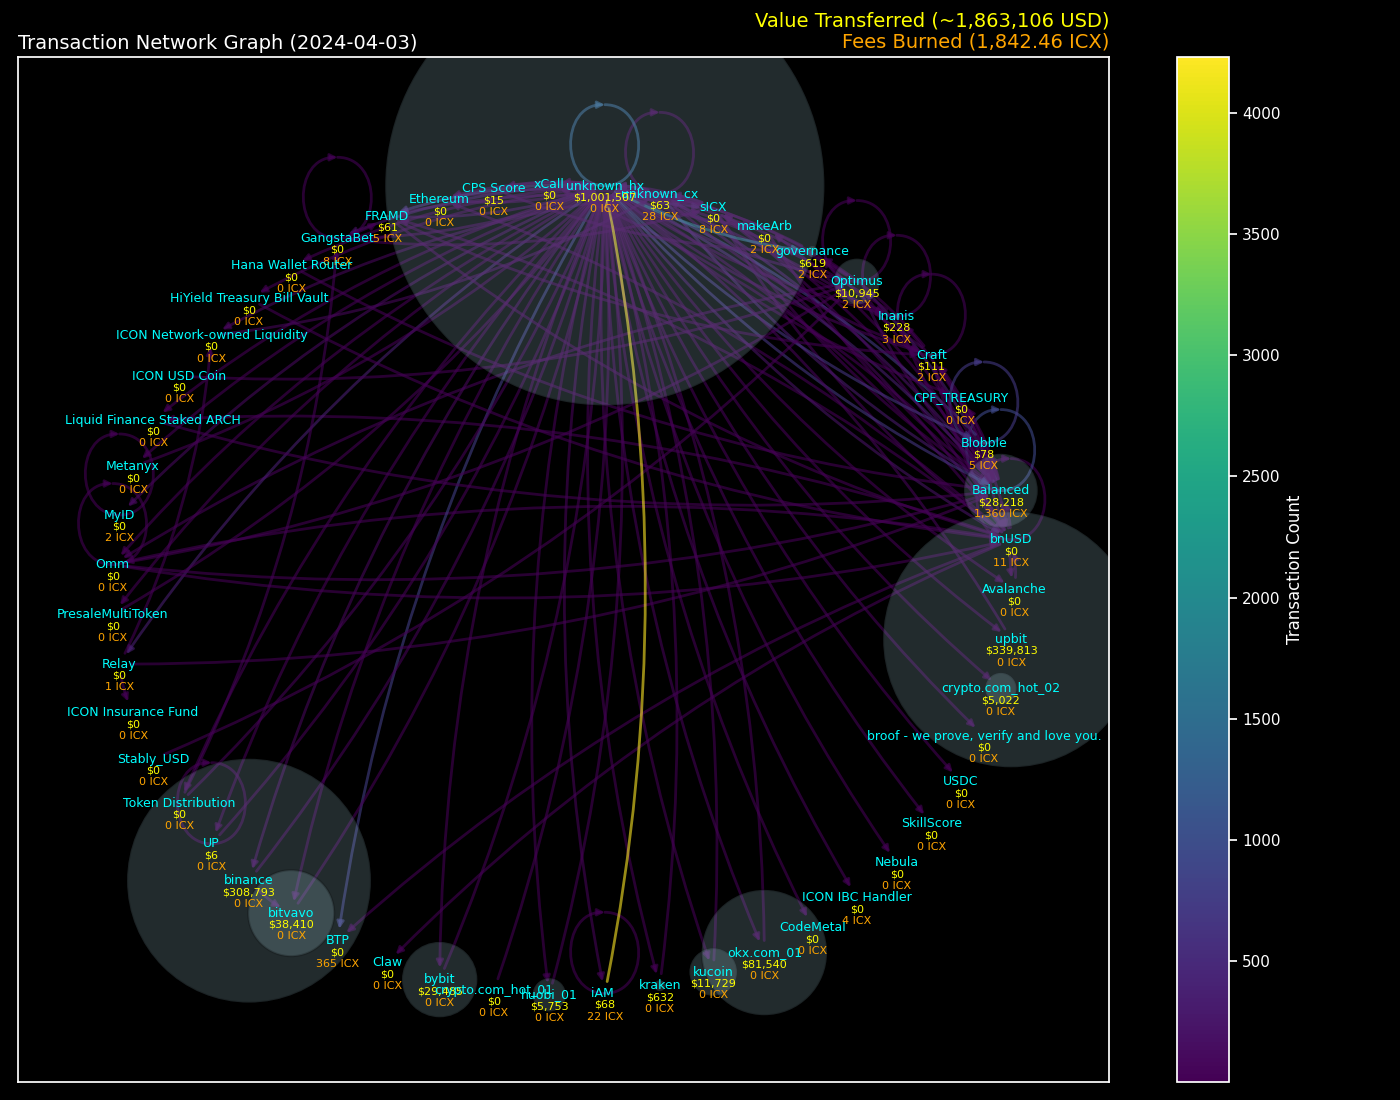 Value Transferred (~1,863,106 USD)
Transaction Network Graph (2024-04-03)
Fees Burned (1,842.46 ICX)
unknown_hx
$1,001,507
0 ICX
unknown_cx
$63
28 ICX
sICX
$0
8 ICX
makeArb
$0
2 ICX
governance
$619
2 ICX
Optimus
$10,945
2 ICX
Inanis
$228
3 ICX
Craft
$111
2 ICX
CPF_TREASURY
$0
0 ICX
Blobble
$78
5 ICX
Balanced
$28,218
1,360 ICX
bnUSD
$0
11 ICX
Avalanche
$0
0 ICX
upbit
$339,813
0 ICX
crypto.com_hot_02
$5,022
0 ICX
broof - we prove, verify and love you.
$0
0 ICX
USDC
$0
0 ICX
SkillScore
$0
0 ICX
Nebula
$0
0 ICX
ICON IBC Handler
$0
4 ICX
CodeMetal
$0
0 ICX
okx.com_01
$81,540
0 ICX
kucoin
$11,729
0 ICX
kraken
$632
0 ICX
iAM
$68
22 ICX
huobi_01
$5,753
0 ICX
crypto.com_hot_01
$0
0 ICX
bybit
0 ICX
Claw
$0
0 ICX
BTP
$0
365 ICX
bitvavo
$38,410
0 ICX
binance
$308,793
0 ICX
UP
$6
0 ICX
Token Distribution
$0
0 ICX
Stably_USD
$0
0 ICX
ICON Insurance Fund
$0
0 ICX
Relay
$0
1 ICX
PresaleMultiToken
$0
0 ICX
Omm
$0
0 ICX
MyID
$0
2 ICX
Metanyx
$0
0 ICX
Liquid Finance Staked ARCH
$0
0 ICX
ICON USD Coin
$0
0 ICX
ICON Network-owned Liquidity
$0
0 ICX
HiYield Treasury Bill Vault
$0
0 ICX
Hana Wallet Router
$0
0 ICX
GangstaBet
$0
8 ICX
FRAMD
$61
5 ICX
Ethereum
$0
0 ICX
CPS Score
$15
0 ICX
xCall
$0
0 ICX
4000
3500
3000
2500
2000
1500
1000
500
Transaction Count